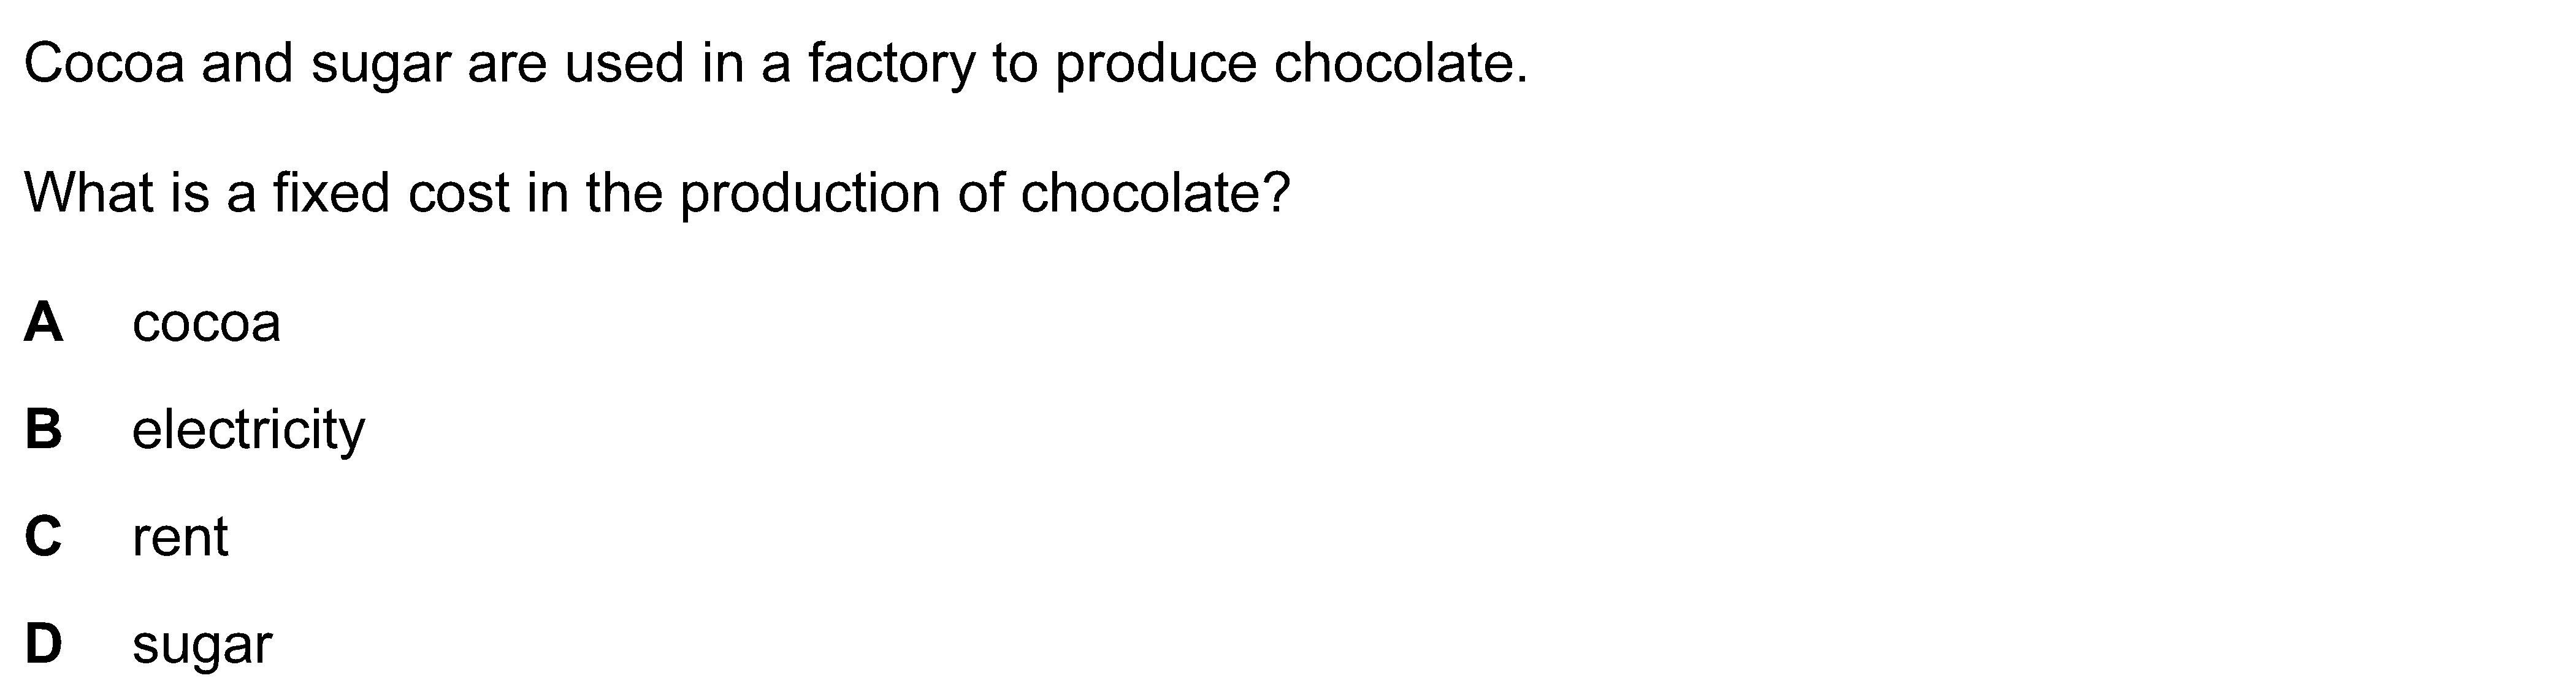 Cocoa and sugar are used in a factory to produce chocolate.
What is a fixed cost in the production of chocolate?
A cocoa
B electricity
C rent
D sugar